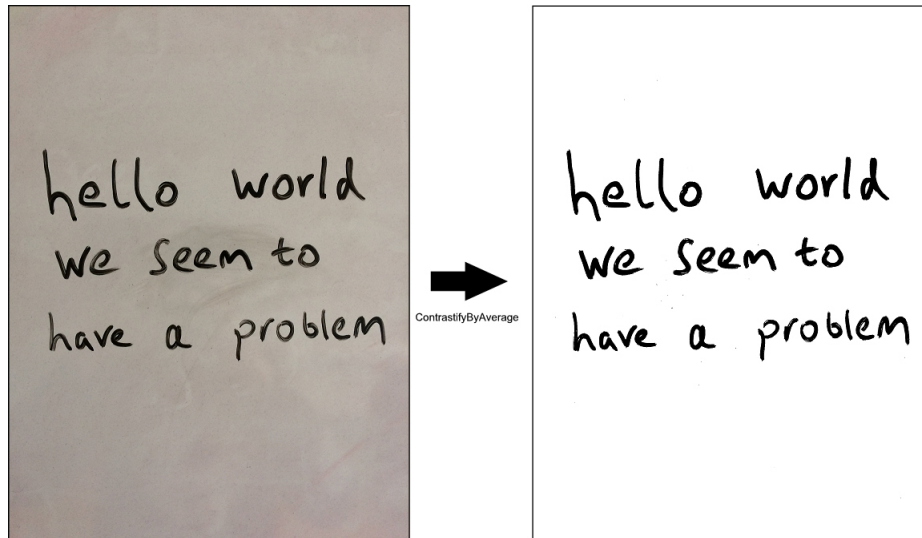 hello world
we seem to
have a problem
ContrastifyByAverage
hello world
we seem to
have a problem